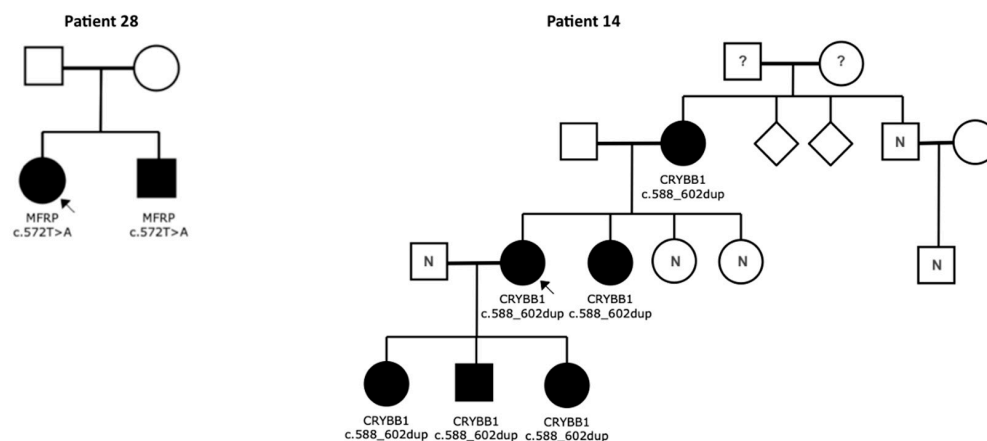 Patient 28
MFRP
c.572T>A
MFRP
c.572T>A
Patient 14
? ?
CRYBB1
c.588_602dup
N
N
CRYBB1
c.588_602dup
CRYBB1
c.588_602dup
N
N
N
CRYBB1
c.588_602dup
CRYBB1
c.588_602dup
CRYBB1
c.588_602dup